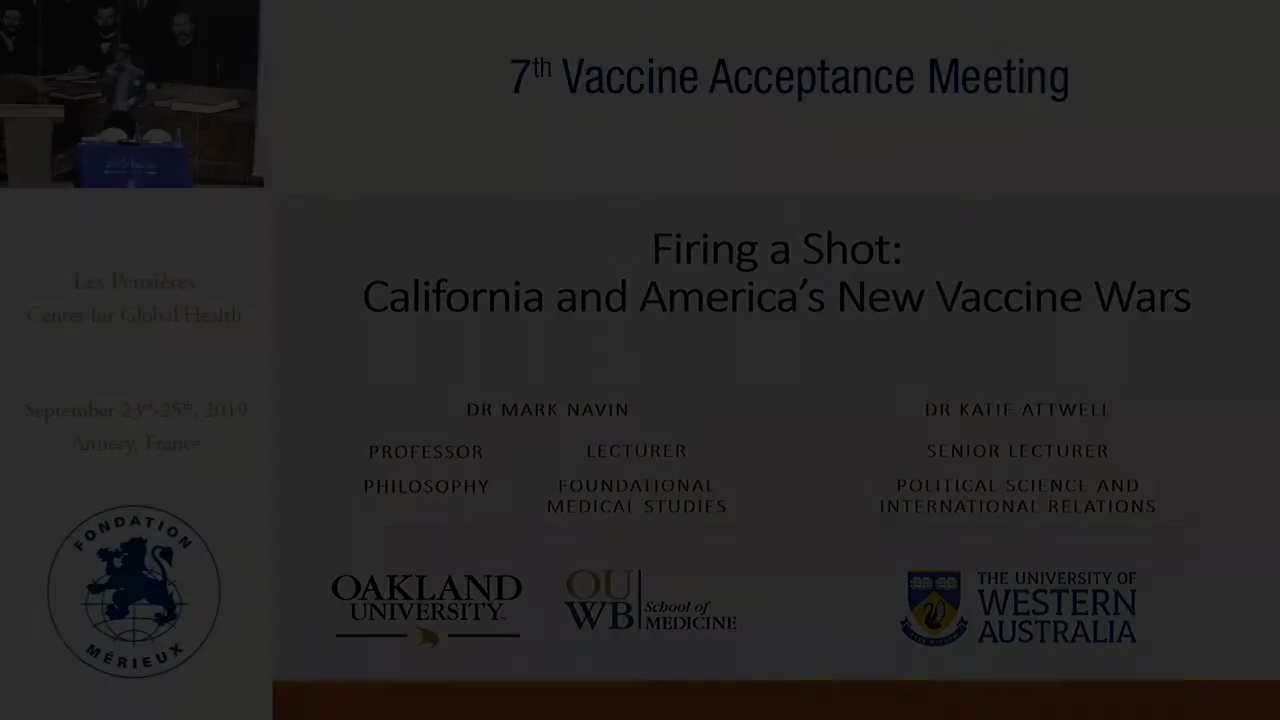 7th Vaccine Acceptance Meeting
Les Pensières
Center for Global Health
September 23rd-25th, 2019
Annecy, France
FONDATION
MÉRIEUX
Firing a Shot:
California and America's New Vaccine Wars
DR MARK NAVIN
PROFESSOR
LECTURER
PHILOSOPHY
FOUNDATIONAL
MEDICAL STUDIES
DR KATIE ATTWELL
SENIOR LECTURER
POLITICAL SCIENCE AND
INTERNATIONAL RELATIONS
OAKLAND
UNIVERSITY
OU
WB
School of
MEDICINE
THE UNIVERSITY OF
WESTERN
AUSTRALIA